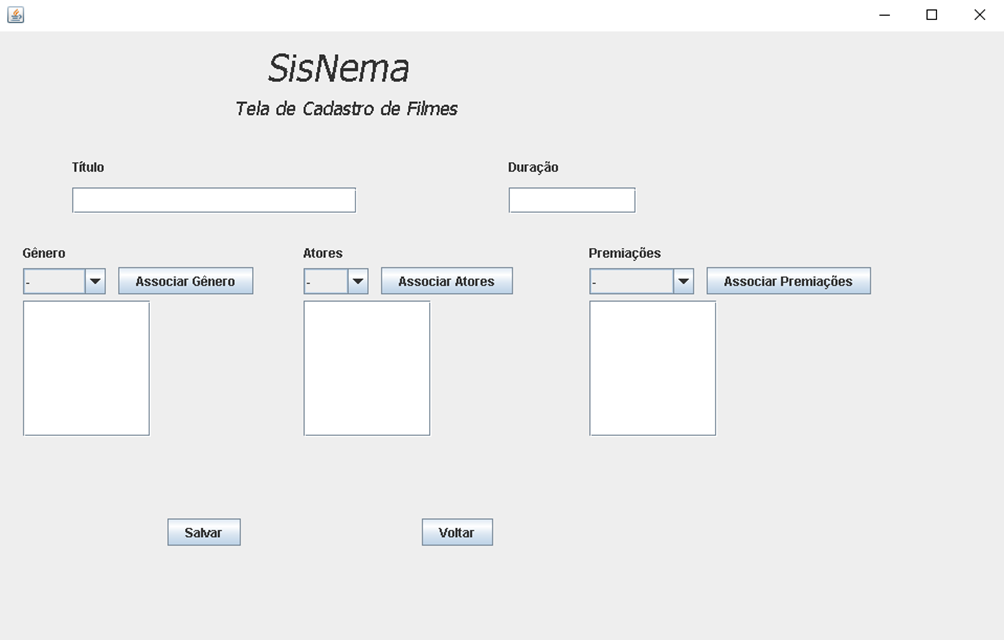 SisNema
Tela de Cadastro de Filmes
Título
Duração
Gênero
Atores
Premiações
- Associar Gênero
- Associar Atores
- Associar Premiações
Salvar
Voltar